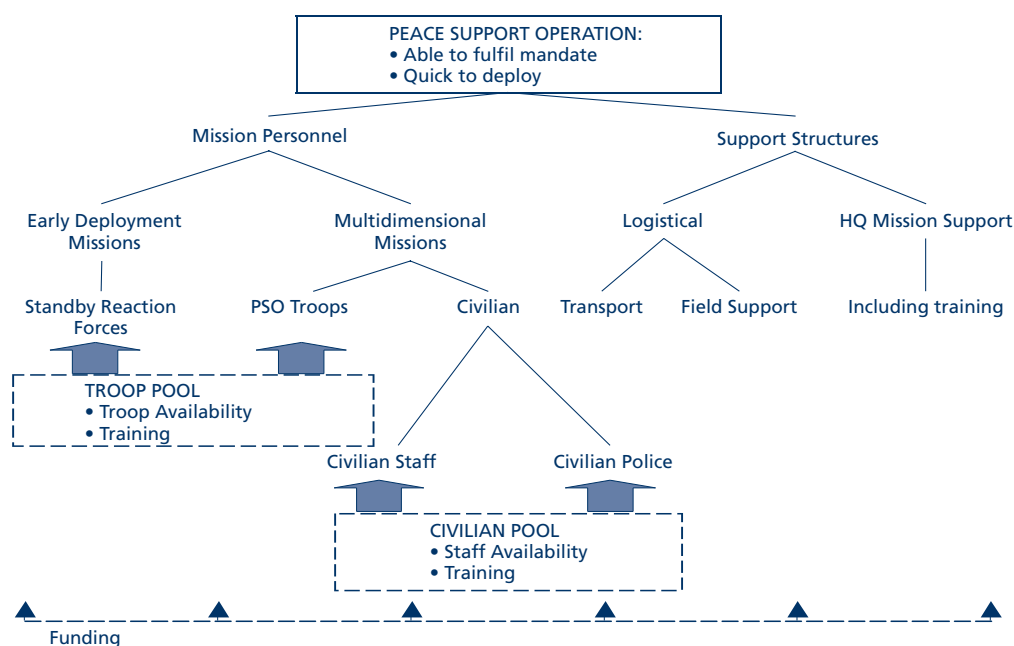 PEACE SUPPORT OPERATION:
• Able to fulfil mandate
• Quick to deploy
Mission Personnel
Support Structures
Early Deployment
Missions
Multidimensional
Missions
Logistical
HQ Mission Support
Standby Reaction
Forces
PSO Troops
Civilian
Transport
Field Support
Including training
TROOP POOL
• Troop Availability
• Training
Civilian Staff
Civilian Police
CIVILIAN POOL
• Staff Availability
• Training
Funding